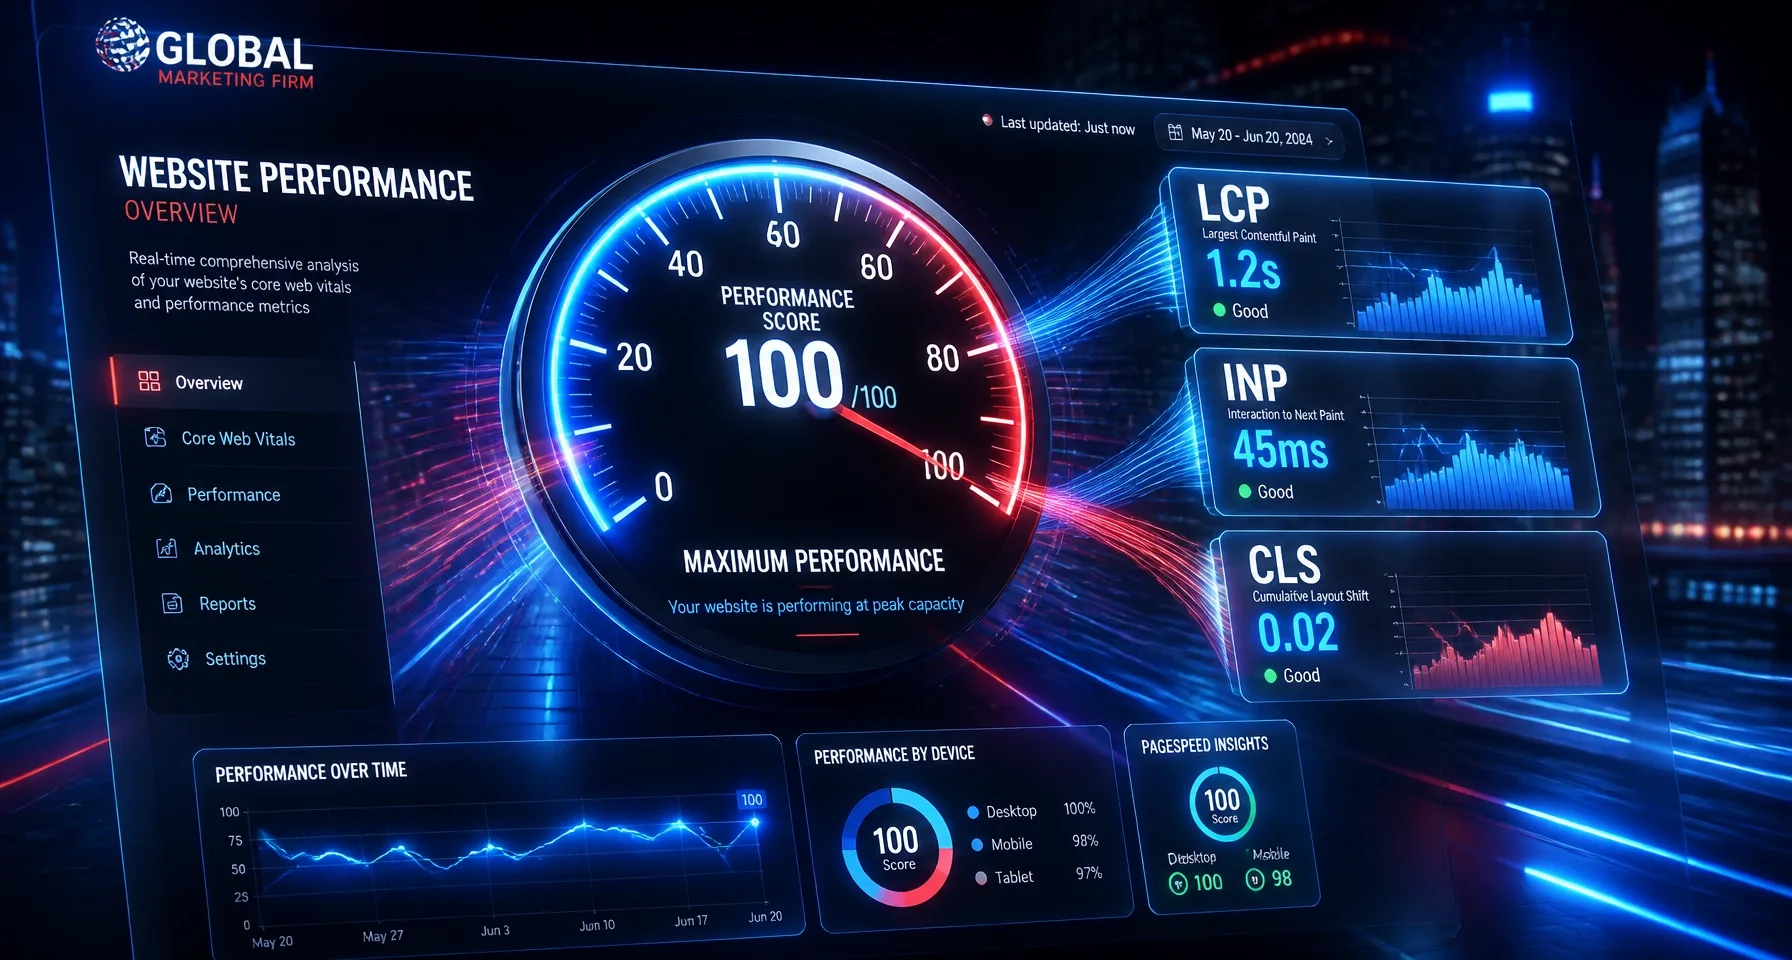 GLOBAL
MARKETING FIRM
Last updated: Just now
May 20 - Jun 20, 2024
WEBSITE PERFORMANCE
OVERVIEW
Real-time comprehensive analysis
of your website's core web vitals
and performance metrics
Overview
Core Web Vitals
Performance
Analytics
Reports
Settings
0
20
40
60
60
80
100
PERFORMANCE
SCORE
100 /100
MAXIMUM PERFORMANCE
Your website is performing at peak capacity
LCP
Largest Contentful Paint
1.2s
Good
INP
Interaction to Next Paint
45ms
Good
CLS
Cumulative Layout Shift
0.02
Good
PERFORMANCE OVER TIME
100
75
50
25
0
100
May 20
May 27
Jun 3
Jun 10
Jun 17
Jun 20
PERFORMANCE BY DEVICE
100
Score
Desktop 100%
Mobile 98%
Tablet 97%
PAGESPEED INSIGHTS
100
Score
100
98